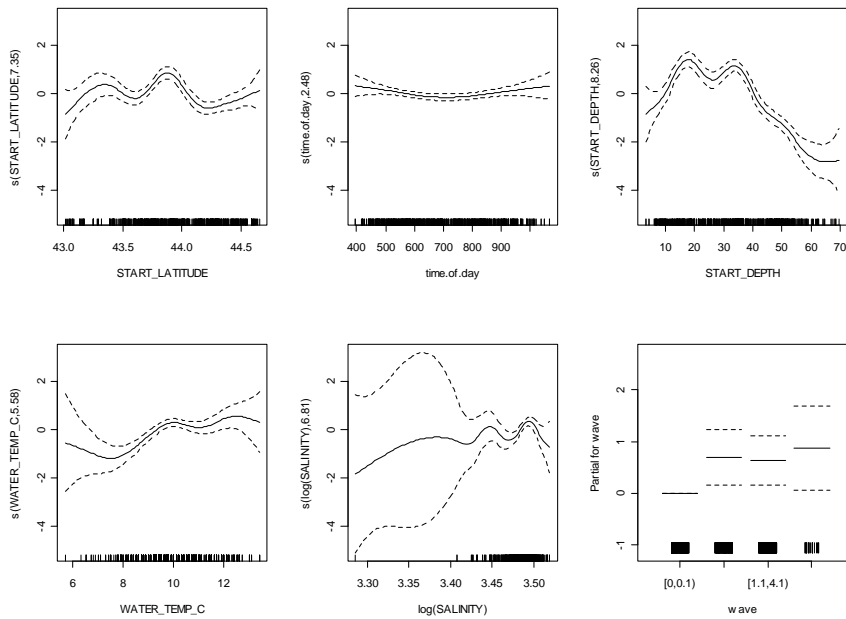 s(START_LATITUDE,7.35)
2
0
-2
-4
43.0 43.5 44.0 44.5
START_LATITUDE
s(time.of.day,2.48)
2
0
-2
-4
400 500 600 700 800 900
time.of.day
s(START_DEPTH,8.26)
2
0
-2
-4
10 20 30 40 50 60 70
START_DEPTH
s(WATER_TEMP_C,5.58)
2
0
-2
-4
6 8 10 12
WATER_TEMP_C
s(log(SALINITY),6.81)
2
0
-2
-4
3.30 3.35 3.40 3.45 3.50
log(SALINITY)
Partial for wave
2
1
0
-1
[0,0.1) [1.1,4.1)
wave